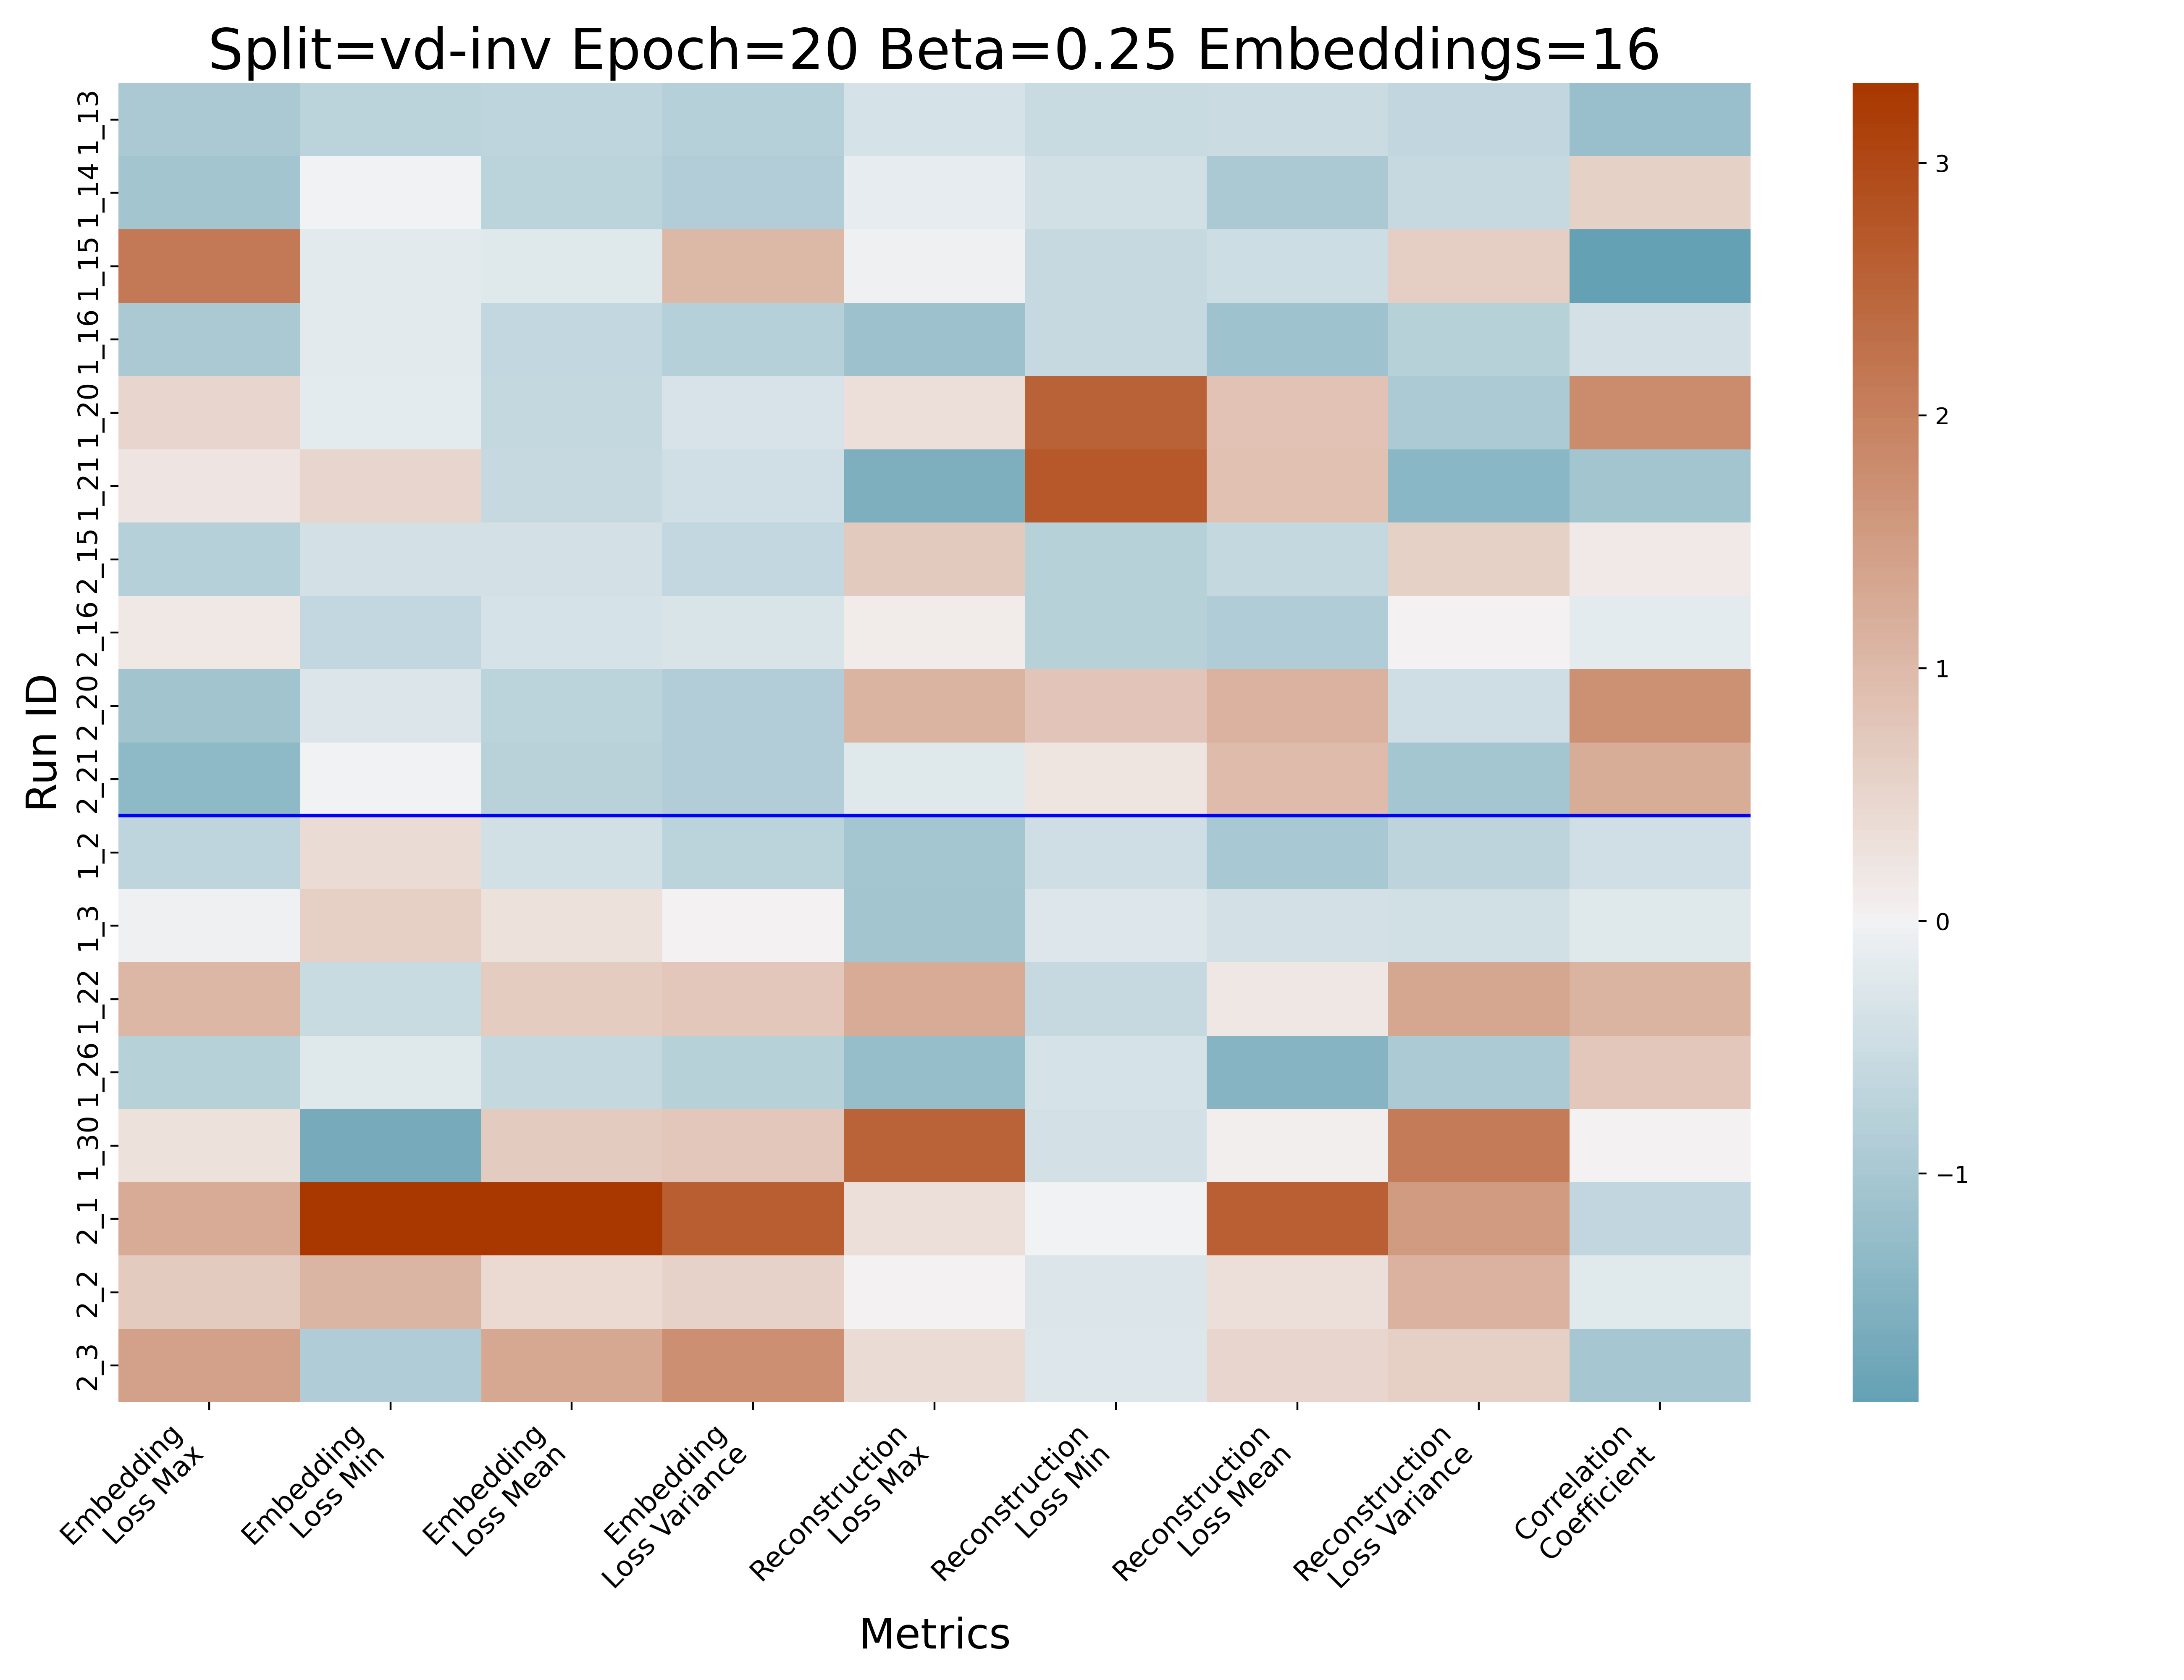 Split=vd-inv Epoch=20 Beta=0.25 Embeddings=16
Run ID
1_13
1_14
1_15
1_16
1_20
1_21
2_15
2_16
2_20
2_21
1_2
1_3
1_22
1_26
1_30
2_1
2_2
2_3
Embedding
Loss Max
Embedding
Loss Min
Embedding
Loss Mean
Embedding
Loss Variance
Reconstruction
Loss Max
Reconstruction
Loss Min
Reconstruction
Loss Mean
Reconstruction
Loss Variance
Correlation
Coefficient
Metrics
3
2
1
0
−1